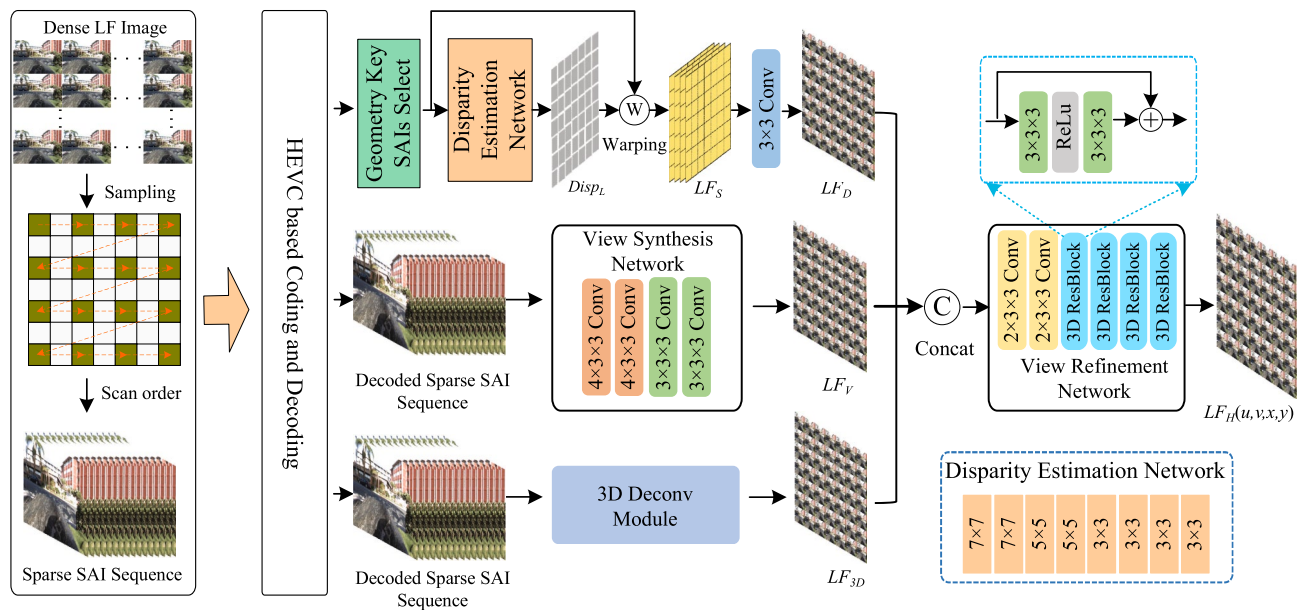 Dense LF Image
Sampling
Scan order
Sparse SAI Sequence
HEVC based Coding and Decoding
Geometry Key
SAIs Select
Disparity
Estimation
Network
Disp_L
W
Warping
LF_S
3×3 Conv
LF_D
Decoded Sparse SAI
Sequence
View Synthesis
Network
4×3×3 Conv
4×3×3 Conv
3×3×3 Conv
3×3×3 Conv
LF_V
Decoded Sparse SAI
Sequence
3D Deconv
Module
LF_3D
C
Concat
3×3×3
ReLu
3×3×3
2×3×3 Conv
2×3×3 Conv
3D ResBlock
3D ResBlock
3D ResBlock
3D ResBlock
View Refinement
Network
LF_H(u,v,x,y)
Disparity Estimation Network
7×7
7×7
5×5
5×5
3×3
3×3
3×3
3×3